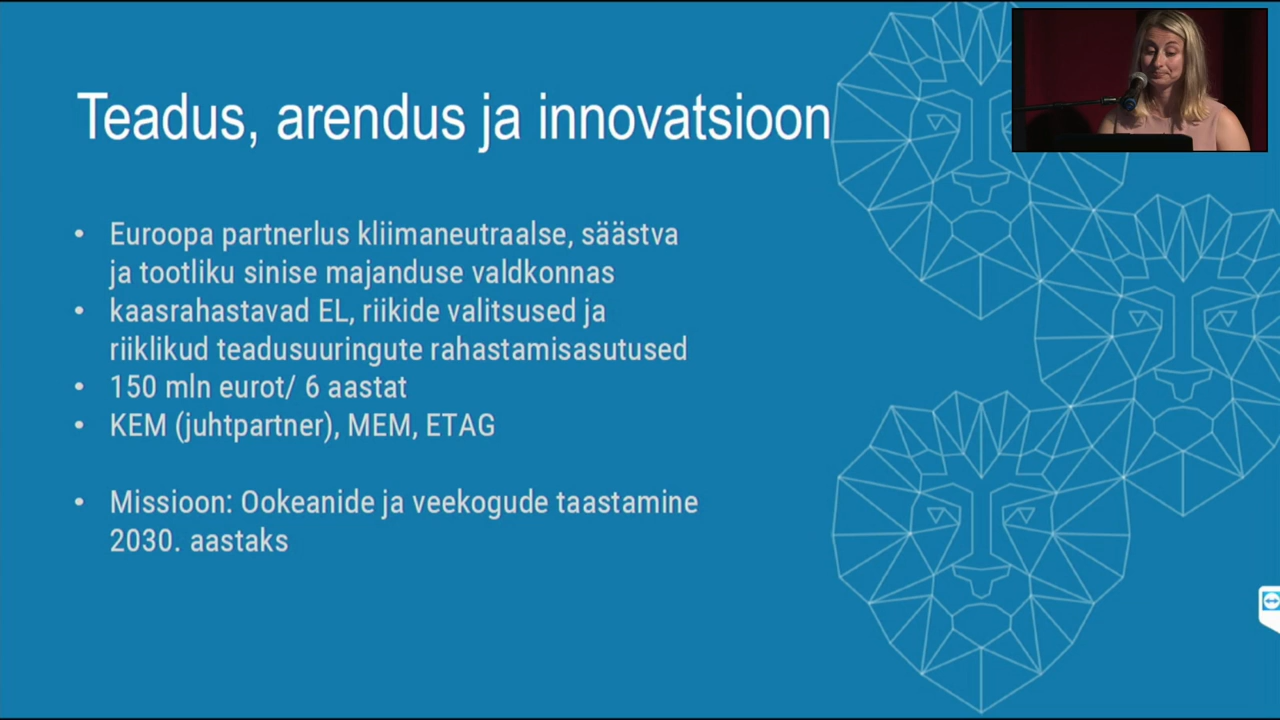 Teadus, arendus ja innovatsioon
• Euroopa partnerlus kliimaneutraalse, säästva
ja tootliku sinise majanduse valdkonnas
• kaasrahastavad EL, riikide valitsused ja
riiklikud teadusuuringute rahastamisasutused
• 150 mln eurot/ 6 aastat
• KEM (juhtpartner), MEM, ETAG
• Missioon: Ookeanide ja veekogude taastamine
2030. aastaks